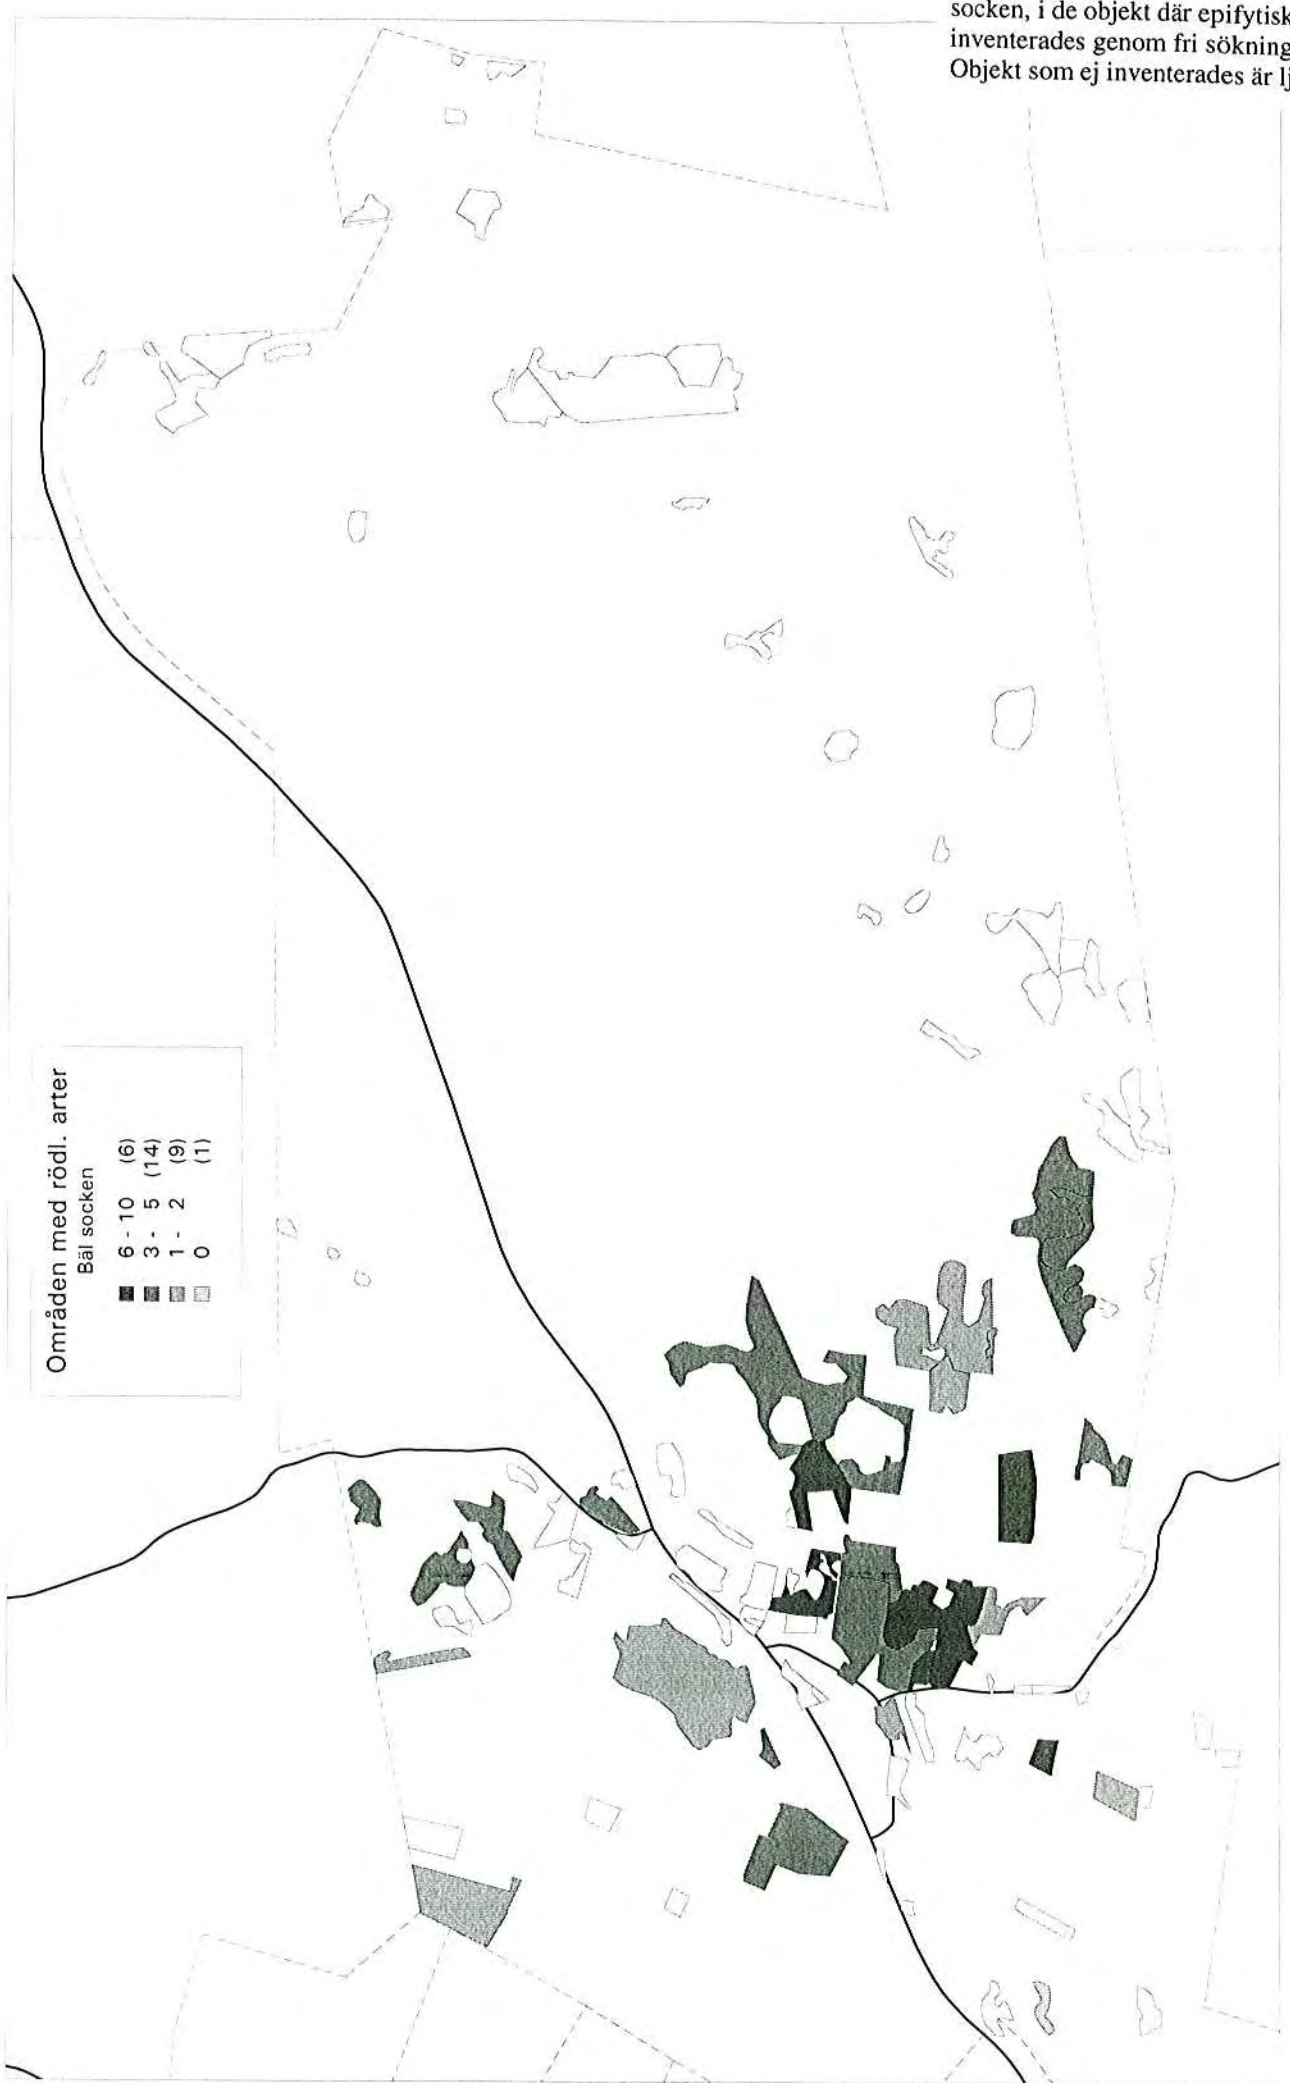 socken, i de objekt där epifytisk
inventerades genom fri sökning
Objekt som ej inventerades är lj
Områden med rödl. arter
Bäl socken
6 - 10 (6)
3 - 5 (14)
1 - 2 (9)
0 (1)